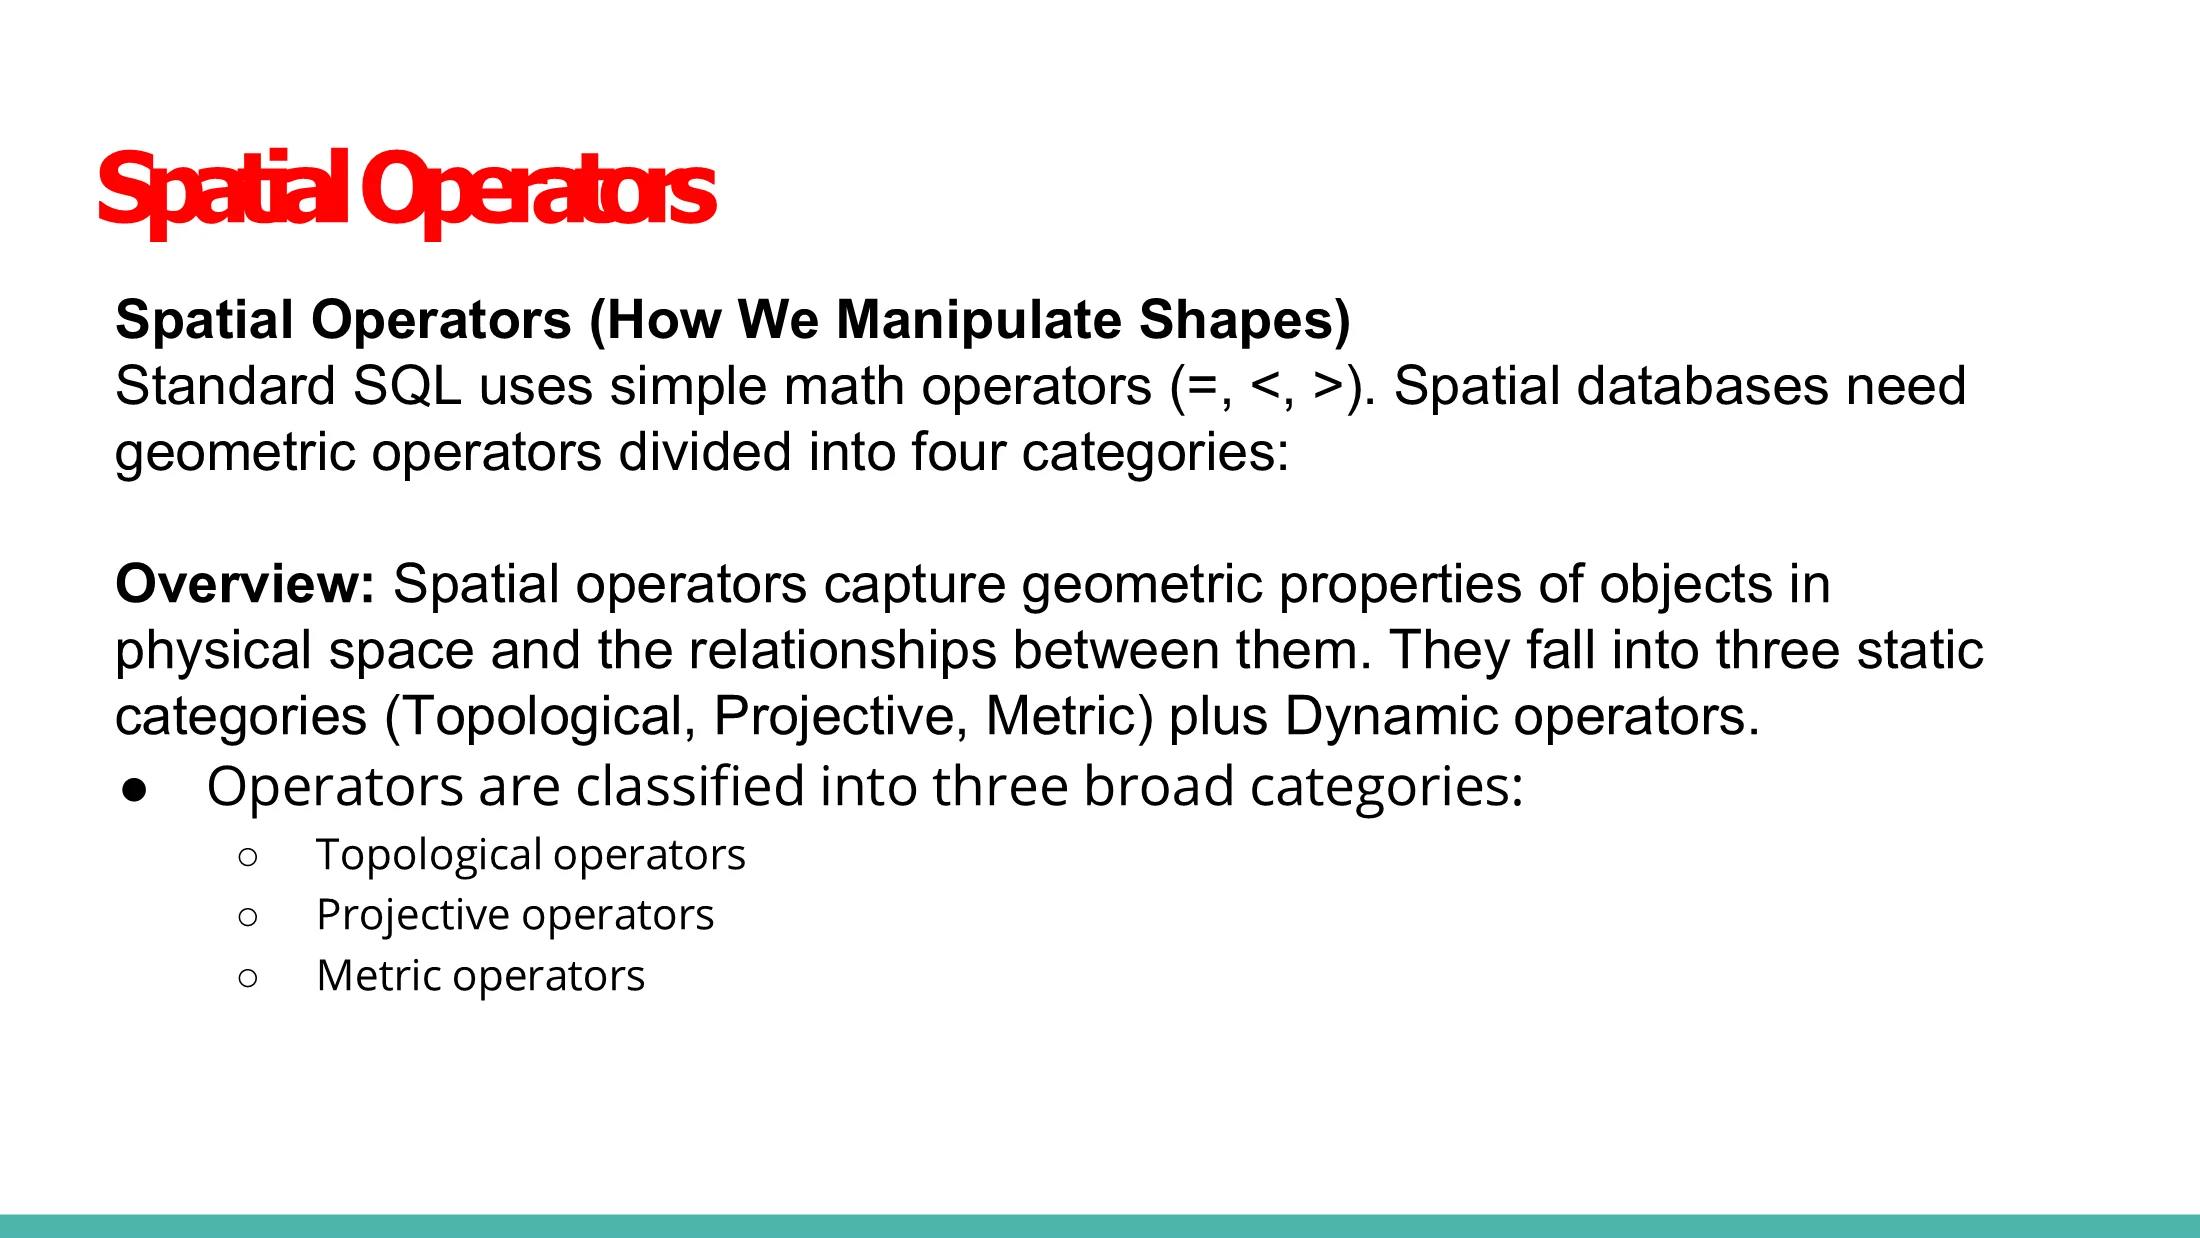 Spatial Operators
Spatial Operators (How We Manipulate Shapes)
Standard SQL uses simple math operators (=, <, >). Spatial databases need
geometric operators divided into four categories:
Overview: Spatial operators capture geometric properties of objects in
physical space and the relationships between them. They fall into three static
categories (Topological, Projective, Metric) plus Dynamic operators.
● Operators are classified into three broad categories:
○ Topological operators
○ Projective operators
○ Metric operators